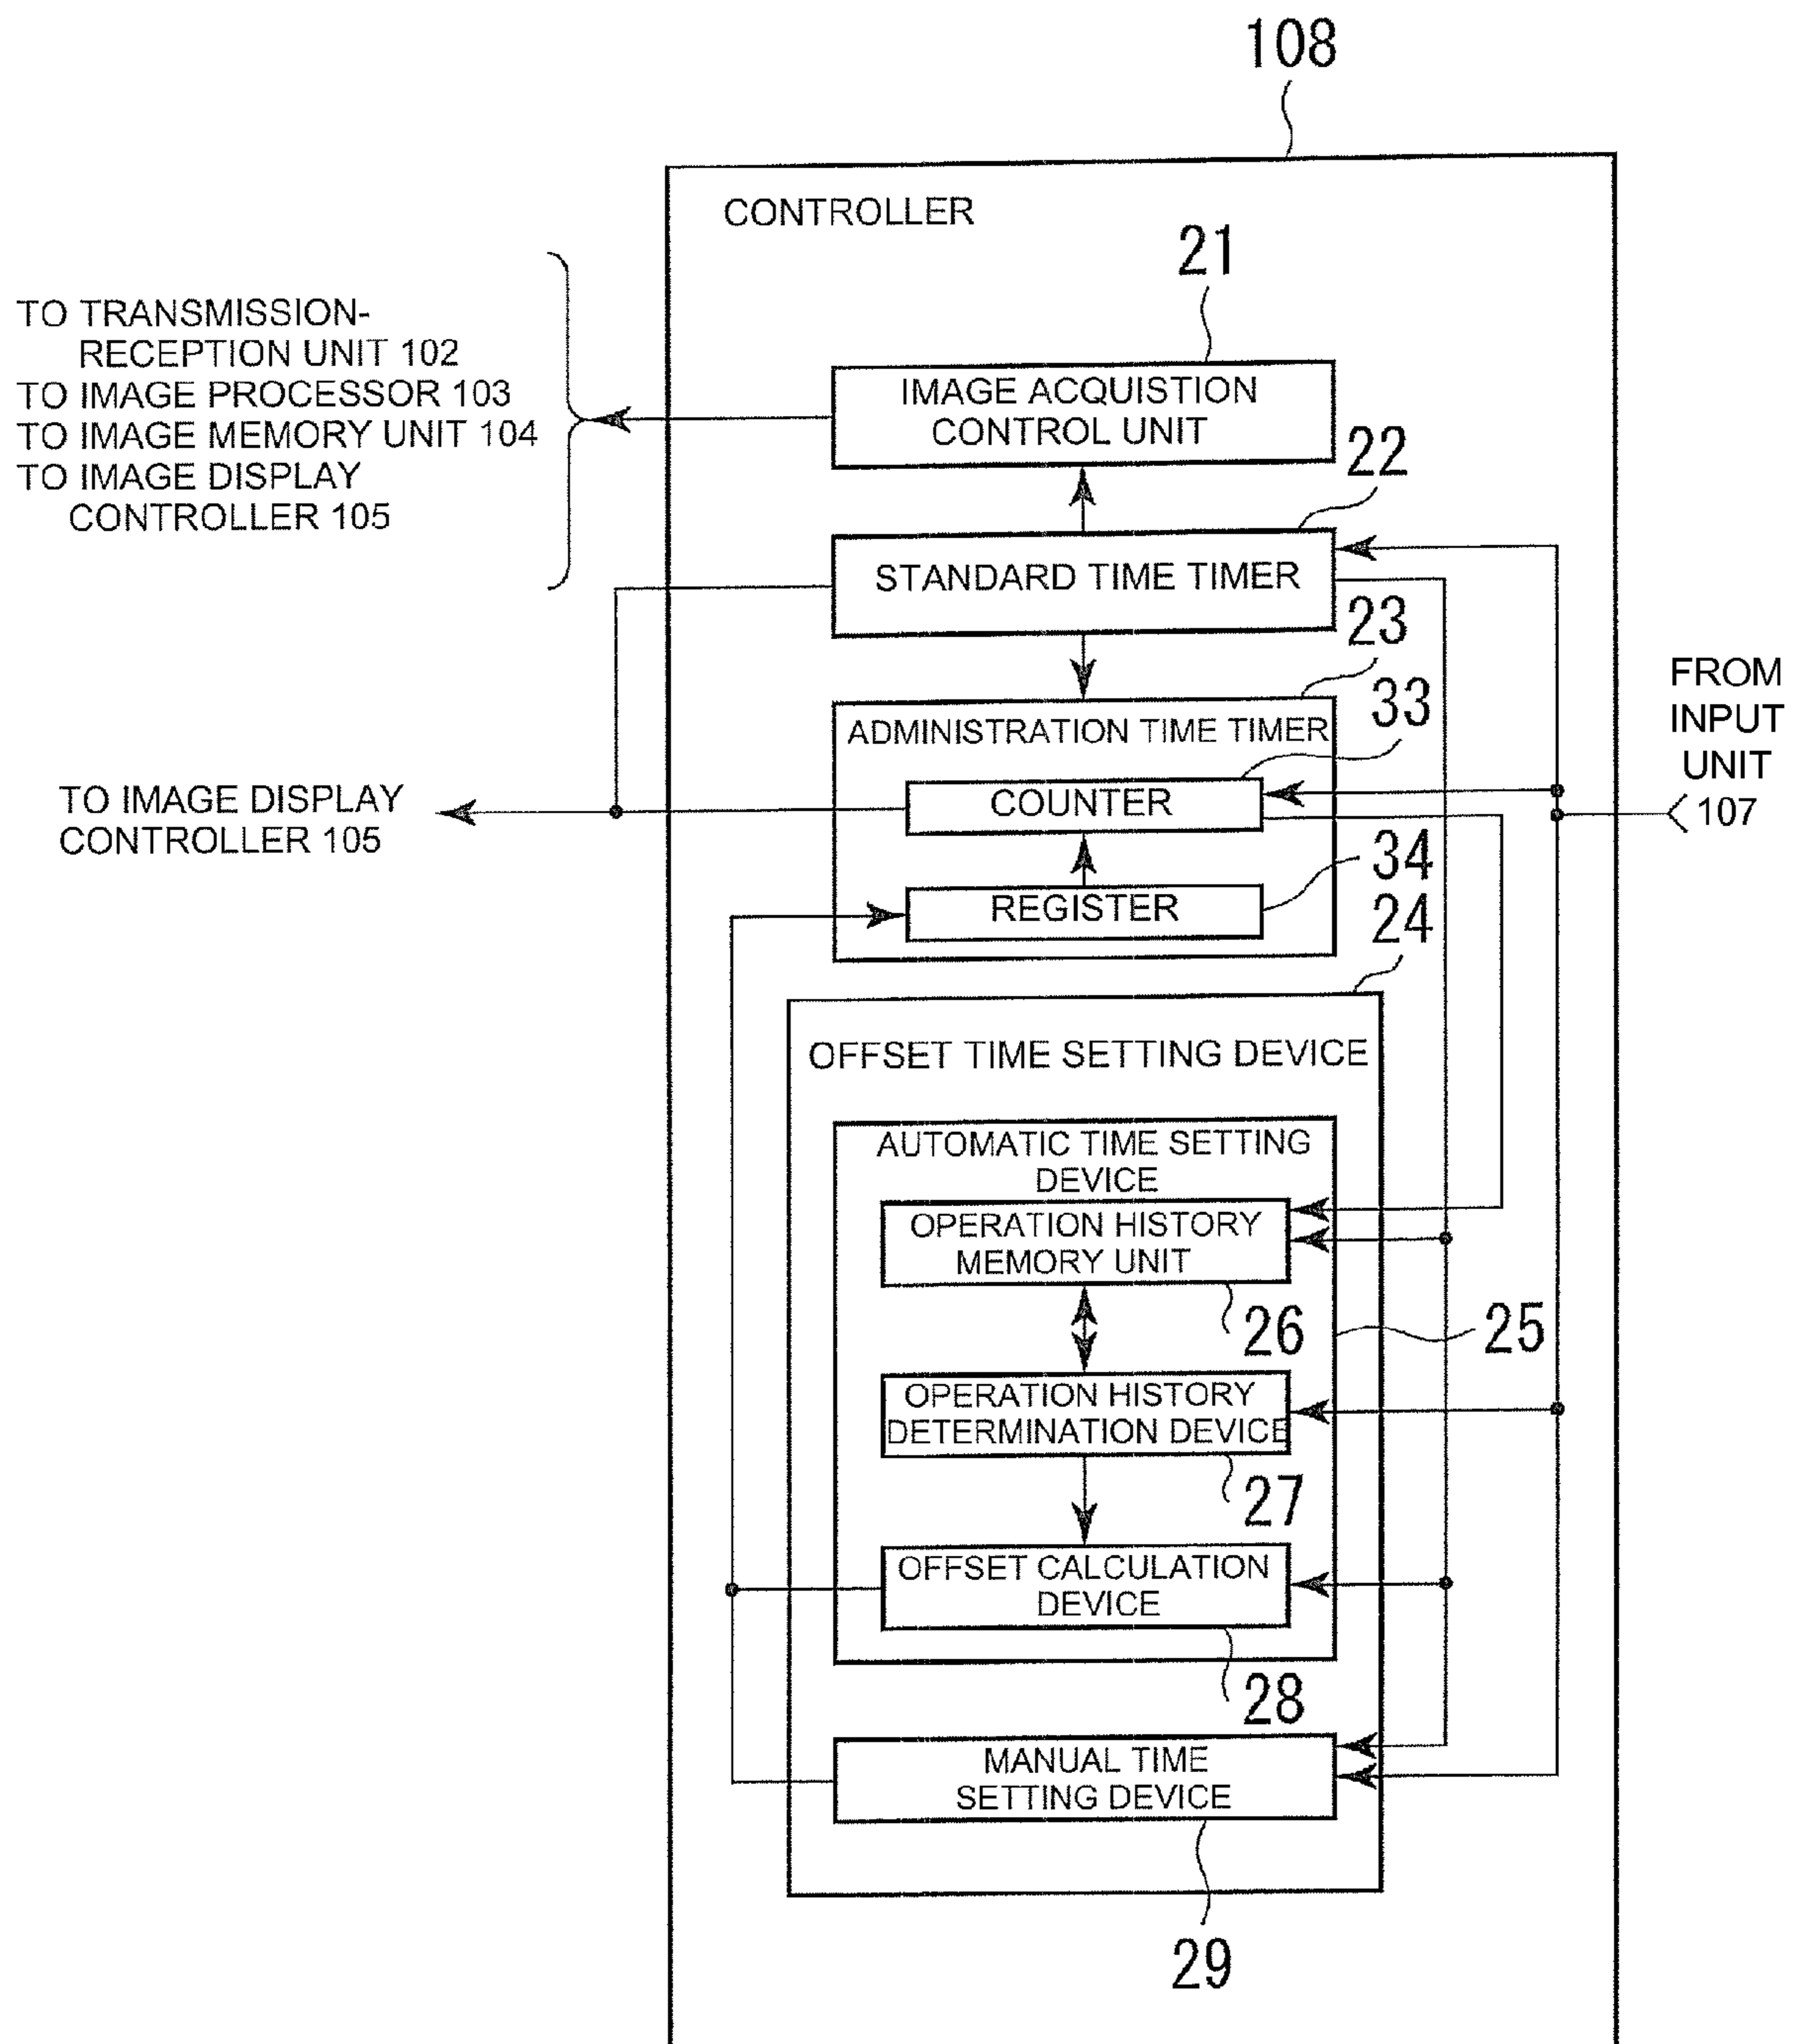 108
CONTROLLER
21
TO TRANSMISSION-
RECEPTION UNIT 102
TO IMAGE PROCESSOR 103
TO IMAGE MEMORY UNIT 104
TO IMAGE DISPLAY
CONTROLLER 105
IMAGE ACQUISTION
CONTROL UNIT
22
STANDARD TIME TIMER
23
FROM
INPUT
UNIT
107
33
ADMINISTRATION TIME TIMER
COUNTER
TO IMAGE DISPLAY
CONTROLLER 105
34
REGISTER
24
OFFSET TIME SETTING DEVICE
AUTOMATIC TIME SETTING
DEVICE
OPERATION HISTORY
MEMORY UNIT
26
25
OPERATION HISTORY
DETERMINATION DEVICE
27
OFFSET CALCULATION
DEVICE
28
MANUAL TIME
SETTING DEVICE
29